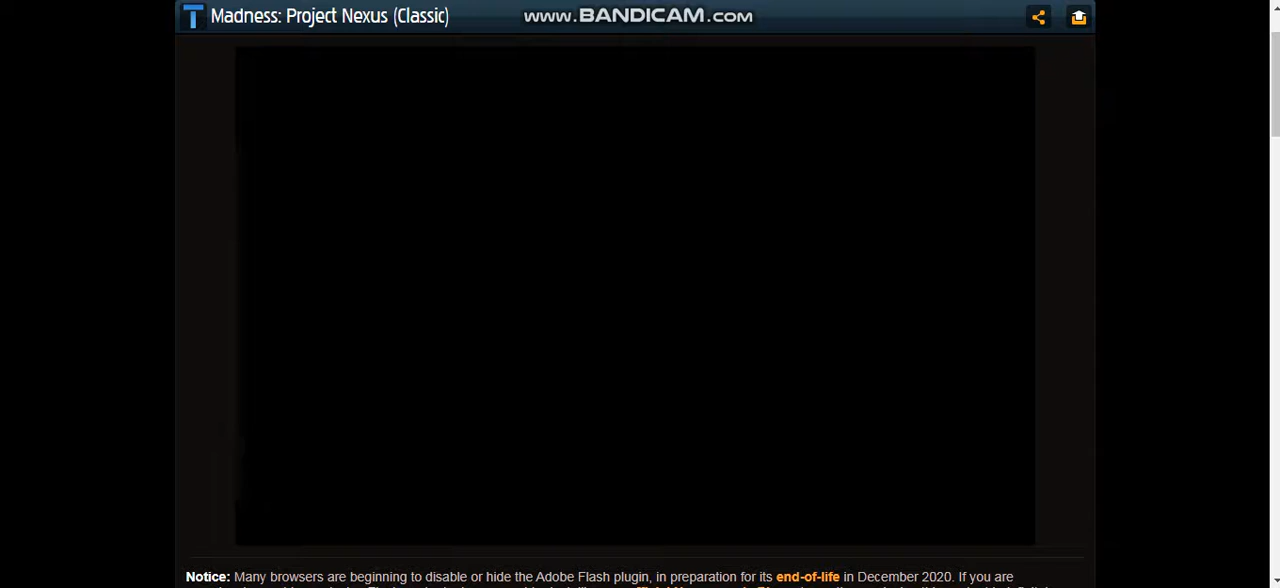 T Madness: Project Nexus (Classic)
www.BANDICAM.com
Notice: Many browsers are beginning to disable or hide the Adobe Flash plugin, in preparation for its end-of-life in December 2020. If you are